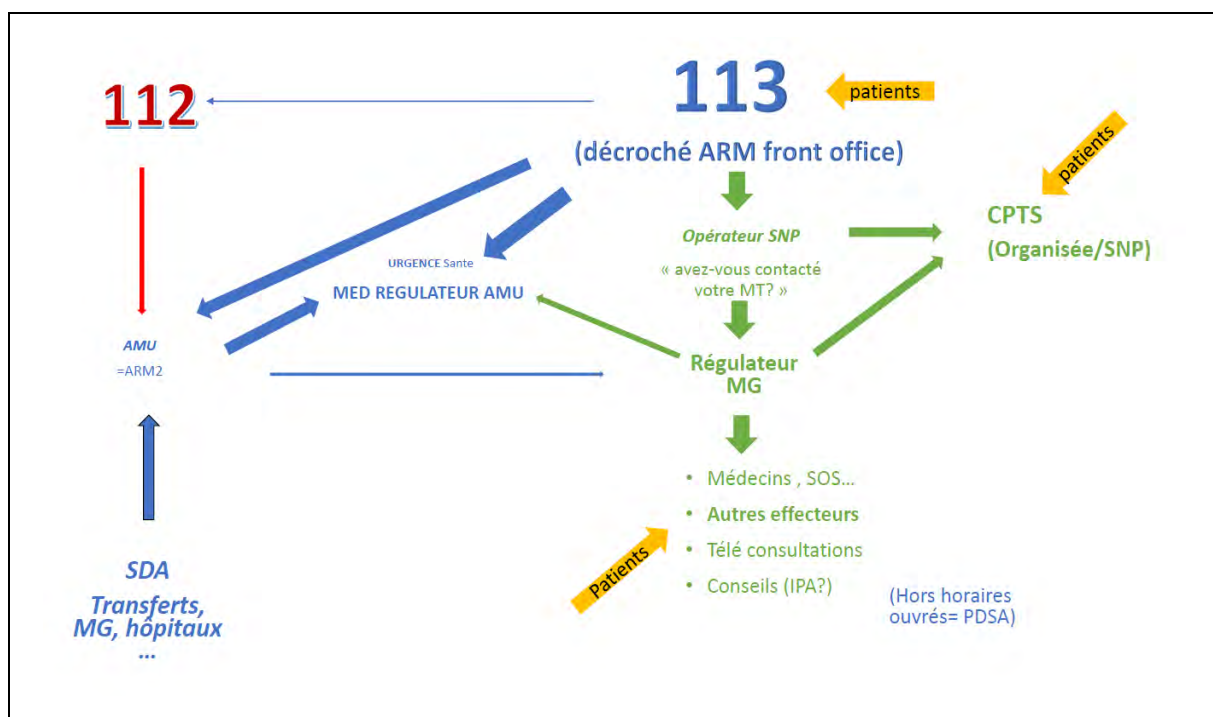 112
113
patients
(décroché ARM front office)
patients
CPTS
(Organisée/SNP)
Opérateur SNP
« avez-vous contacté
votre MT? »
URGENCE Sante
MED REGULATEUR AMU
AMU
=ARM2
Régulateur
MG
• Médecins , SOS...
• Autres effecteurs
• Télé consultations
• Conseils (IPA?)
Patients
(Hors horaires
ouvrés= PDSA)
SDA
Transferts,
MG, hôpitaux
...